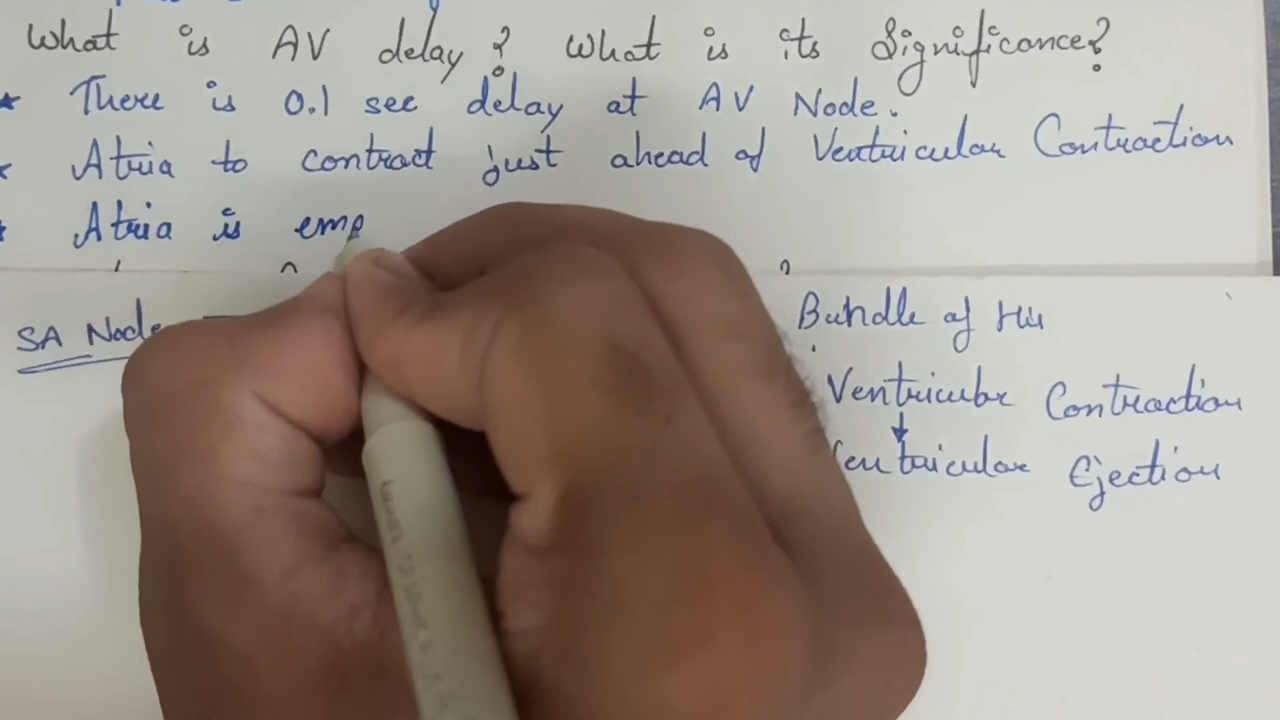 What is AV delay? What is its Significance?
* There is 0.1 sec delay at AV Node.
* Atria to contract just ahead of Ventricular Contraction
* Atria is emp
SA Node
Bundle of His
Ventricular Contraction
↓
Ventricular Ejection